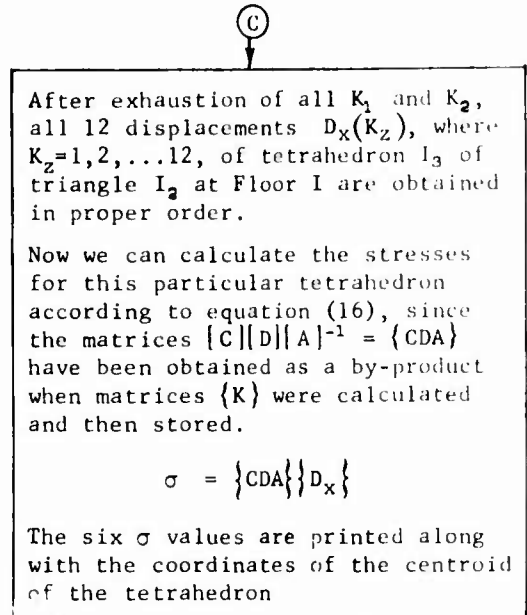 C
After exhaustion of all K₁ and K₂,
all 12 displacements Dₓ(K_Z), where
K_Z=1,2,...12, of tetrahedron I₃ of
triangle I₂ at Floor I are obtained
in proper order.
Now we can calculate the stresses
for this particular tetrahedron
according to equation (16), since
the matrices [C][D][A]⁻¹ = {CDA}
have been obtained as a by-product
when matrices {K} were calculated
and then stored.
σ = }CDA{}Dₓ{
The six σ values are printed along
with the coordinates of the centroid
of the tetrahedron